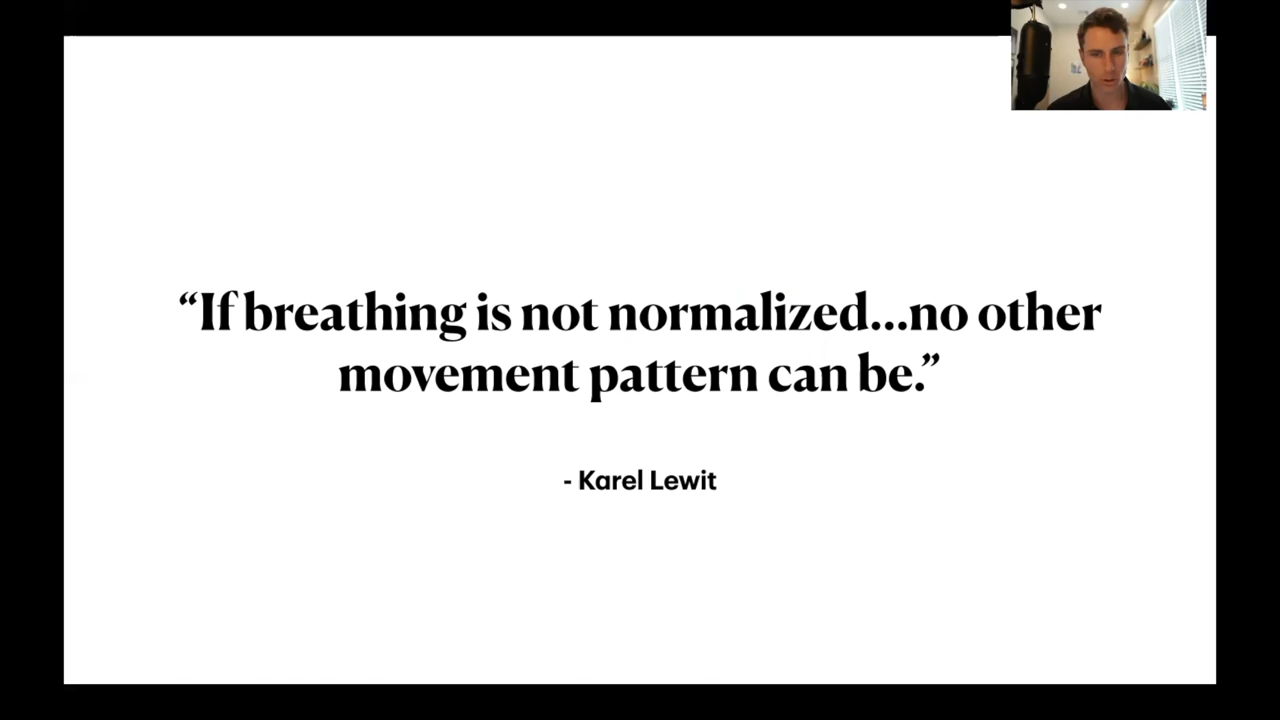 “If breathing is not normalized...no other
movement pattern can be.”
- Karel Lewit